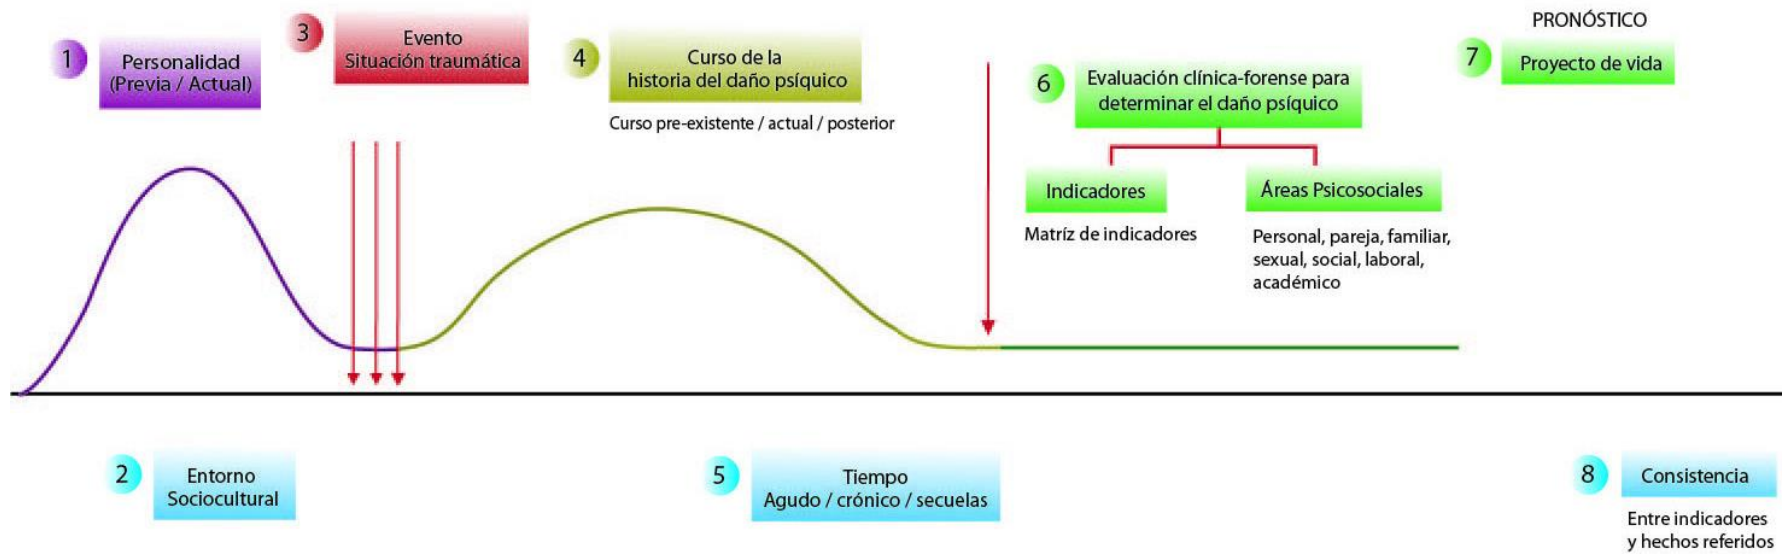 1
Personalidad
(Previa / Actual)
2
Entorno
Sociocultural
3
Evento
Situación traumática
4
Curso de la
historia del daño psíquico
Curso pre-existente / actual / posterior
5
Tiempo
Agudo / crónico / secuelas
6
Evaluación clínica-forense para
determinar el daño psíquico
Indicadores
Matríz de indicadores
Áreas Psicosociales
Personal, pareja, familiar,
sexual, social, laboral,
académico
PRONÓSTICO
7
Proyecto de vida
8
Consistencia
Entre indicadores
y hechos referidos